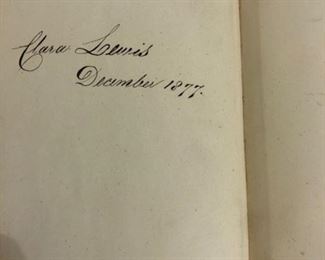 Clara Lewis
December 1877.